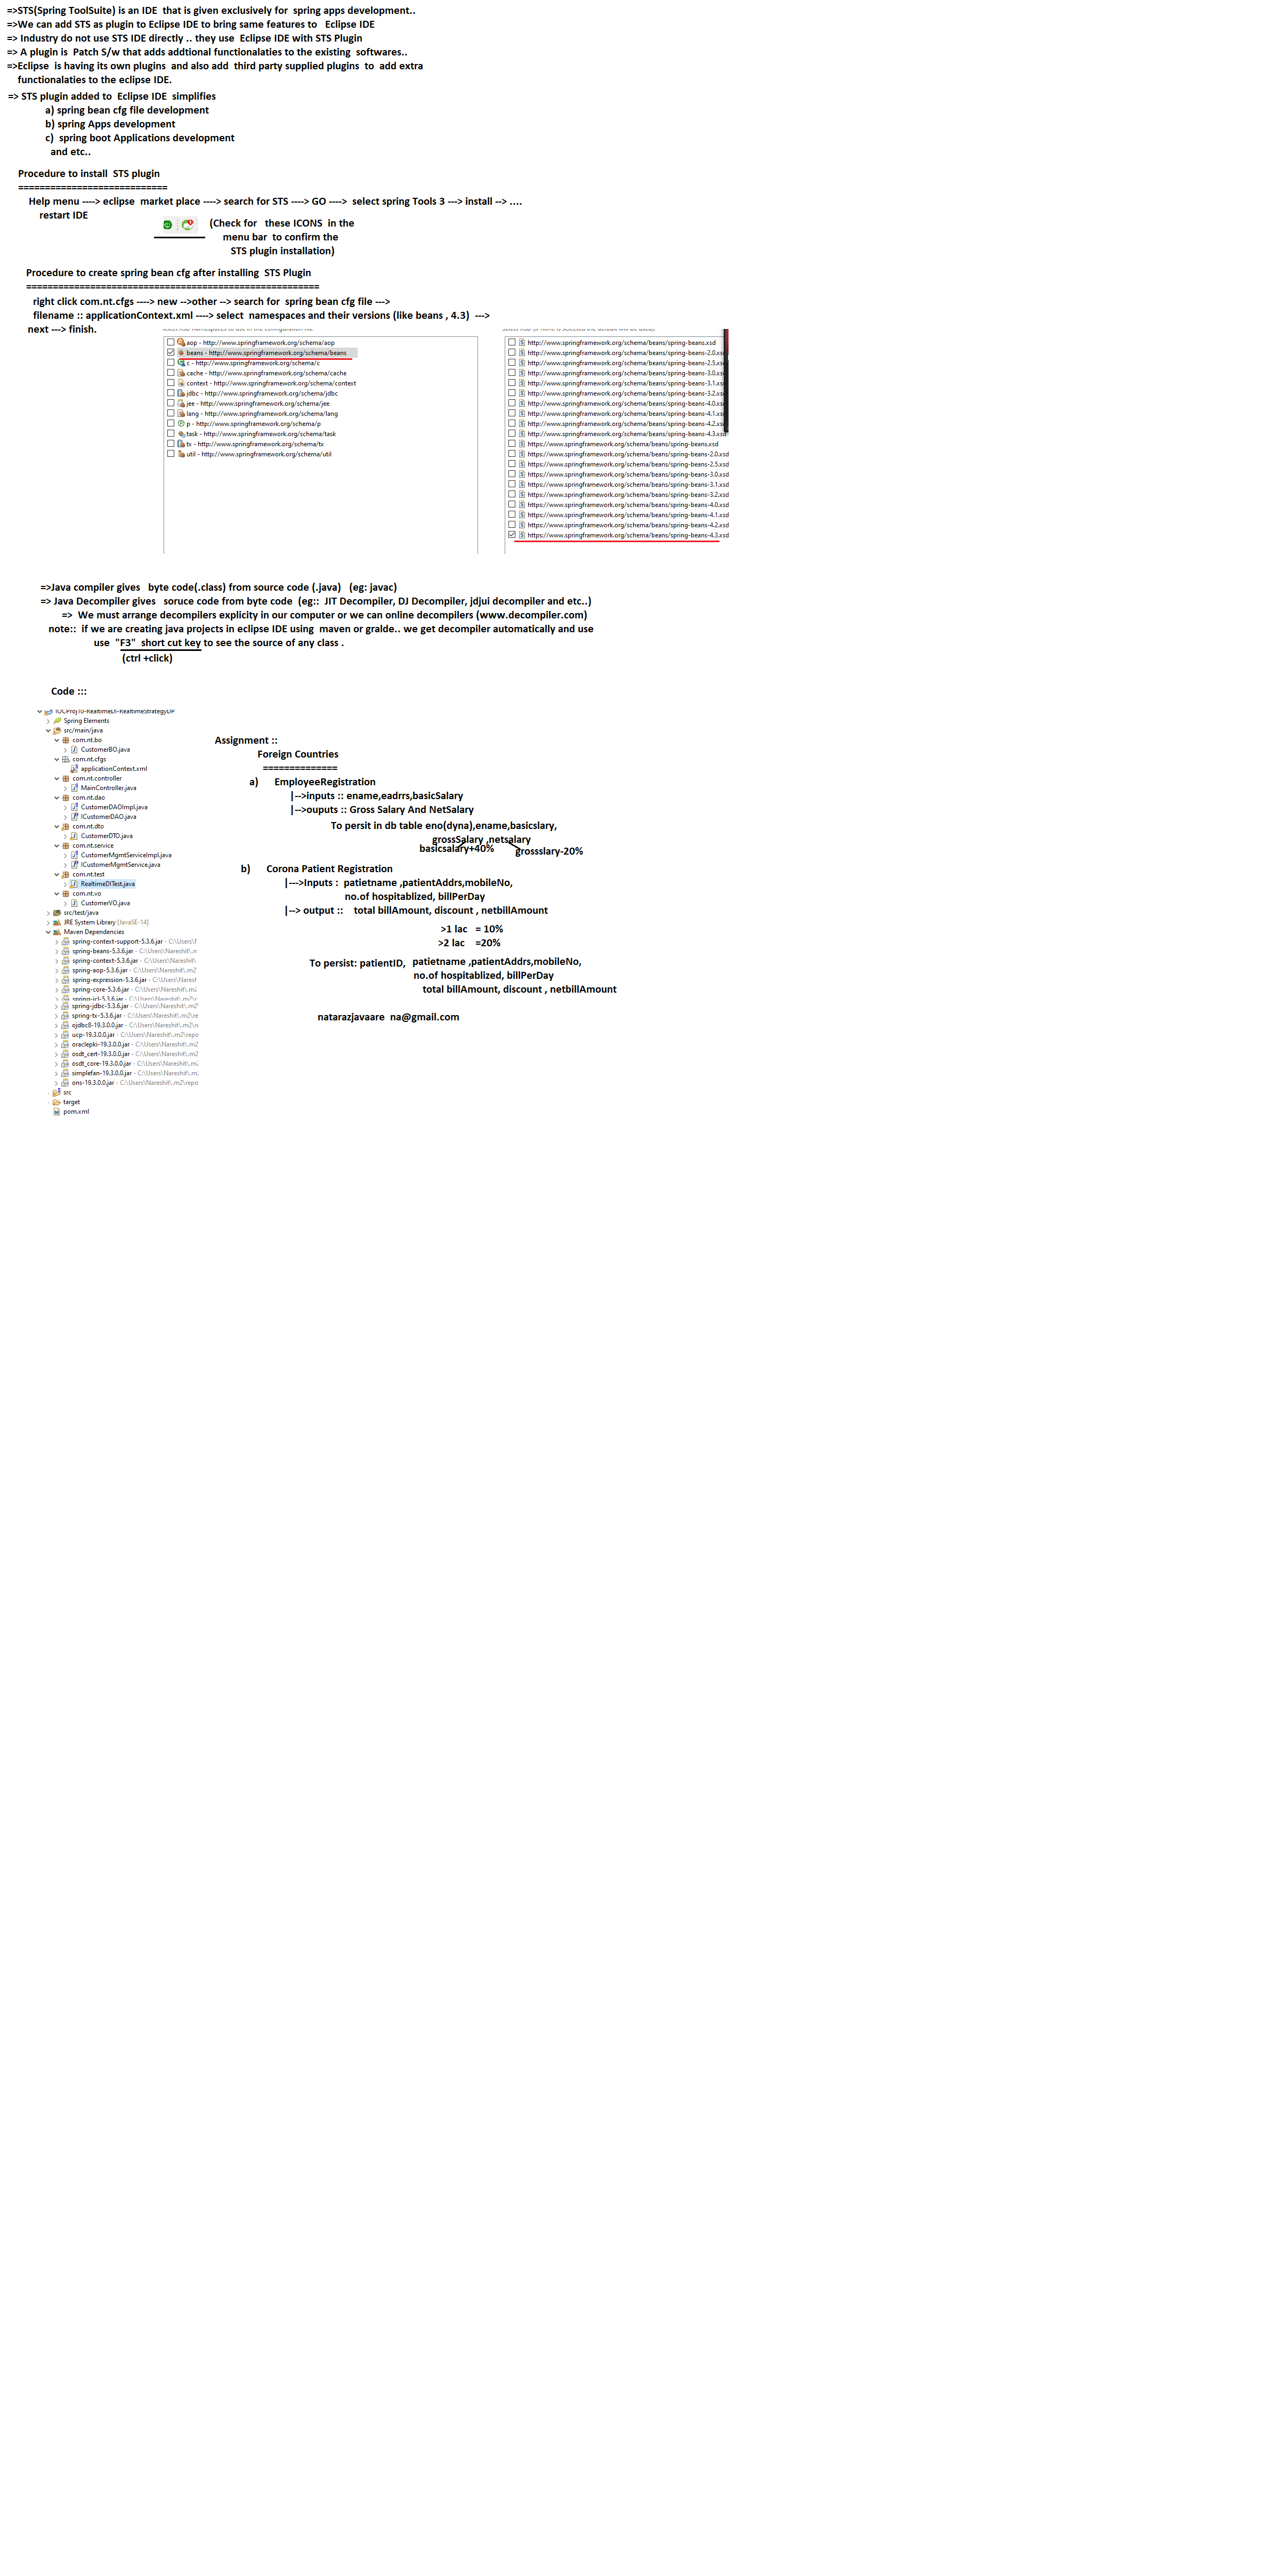 =>STS(Spring ToolSuite) is an IDE  that is given exclusively for  spring apps development..
=>We can add STS as plugin to Eclipse IDE to bring same features to   Eclipse IDE
=> Industry do not use STS IDE directly .. they use  Eclipse IDE with STS Plugin
=> A plugin is  Patch S/w that adds addtional functionalaties to the existing  softwares..
=>Eclipse  is having its own plugins  and also add  third party supplied plugins  to  add extra
functionalaties to the eclipse IDE.
=> STS plugin added to  Eclipse IDE  simplifies
a) spring bean cfg file development
b) spring Apps development
c)  spring boot Applications development
and etc..
Procedure to install  STS plugin
============================
Help menu ----> eclipse  market place ----> search for STS ----> GO ---->  select spring Tools 3 ---> install --> ....
restart IDE
(Check for   these ICONS  in the
menu bar  to confirm the
STS plugin installation)
Procedure to create spring bean cfg after installing  STS Plugin
=======================================================
right click com.nt.cfgs ----> new -->other --> search for  spring bean cfg file --->
filename :: applicationContext.xml ----> select  namespaces and their versions (like beans , 4.3)  --->
next ---> finish.
aop - http://www.springframework.org/schema/aop
beans - http://www.springframework.org/schema/beans
c - http://www.springframework.org/schema/c
cache - http://www.springframework.org/schema/cache
context - http://www.springframework.org/schema/context
jdbc - http://www.springframework.org/schema/jdbc
jee - http://www.springframework.org/schema/jee
lang - http://www.springframework.org/schema/lang
p - http://www.springframework.org/schema/p
task - http://www.springframework.org/schema/task
tx - http://www.springframework.org/schema/tx
util - http://www.springframework.org/schema/util
http://www.springframework.org/schema/beans/spring-beans.xsd
http://www.springframework.org/schema/beans/spring-beans-2.0.xsd
http://www.springframework.org/schema/beans/spring-beans-2.5.xsd
http://www.springframework.org/schema/beans/spring-beans-3.0.xsd
http://www.springframework.org/schema/beans/spring-beans-3.1.xsd
http://www.springframework.org/schema/beans/spring-beans-3.2.xsd
http://www.springframework.org/schema/beans/spring-beans-4.0.xsd
http://www.springframework.org/schema/beans/spring-beans-4.1.xsd
http://www.springframework.org/schema/beans/spring-beans-4.2.xsd
http://www.springframework.org/schema/beans/spring-beans-4.3.xsd
https://www.springframework.org/schema/beans/spring-beans.xsd
https://www.springframework.org/schema/beans/spring-beans-2.0.xsd
https://www.springframework.org/schema/beans/spring-beans-2.5.xsd
https://www.springframework.org/schema/beans/spring-beans-3.0.xsd
https://www.springframework.org/schema/beans/spring-beans-3.1.xsd
https://www.springframework.org/schema/beans/spring-beans-3.2.xsd
https://www.springframework.org/schema/beans/spring-beans-4.0.xsd
https://www.springframework.org/schema/beans/spring-beans-4.1.xsd
https://www.springframework.org/schema/beans/spring-beans-4.2.xsd
https://www.springframework.org/schema/beans/spring-beans-4.3.xsd
=>Java compiler gives   byte code(.class) from source code (.java)   (eg: javac)
=> Java Decompiler gives   soruce code from byte code  (eg::  JIT Decompiler, DJ Decompiler, jdjui decompiler and etc..)
=>  We must arrange decompilers explicity in our computer or we can online decompilers (www.decompiler.com)
note::  if we are creating java projects in eclipse IDE using  maven or gralde.. we get decompiler automatically and use
use  "F3"  short cut key to see the source of any class .
(ctrl +click)
Code :::
IOCProj10-RealtimeDI-RealtimeStrategyDP
Spring Elements
src/main/java
com.nt.bo
CustomerBO.java
com.nt.cfgs
applicationContext.xml
com.nt.controller
MainController.java
com.nt.dao
CustomerDAOImpl.java
ICustomerDAO.java
com.nt.dto
CustomerDTO.java
com.nt.service
CustomerMgmtServiceImpl.java
ICustomerMgmtService.java
com.nt.test
RealtimeDITest.java
com.nt.vo
CustomerVO.java
src/test/java
JRE System Library [JavaSE-14]
Maven Dependencies
spring-context-support-5.3.6.jar - C:\Users\
spring-beans-5.3.6.jar - C:\Users\Nareshit\.m
spring-context-5.3.6.jar - C:\Users\Nareshit\
spring-aop-5.3.6.jar - C:\Users\Nareshit\.m2
spring-expression-5.3.6.jar - C:\Users\Naresh
spring-core-5.3.6.jar - C:\Users\Nareshit\.m2
spring-jcl-5.3.6.jar - C:\Users\Nareshit\.m2\r
spring-jdbc-5.3.6.jar - C:\Users\Nareshit\.m2
spring-tx-5.3.6.jar - C:\Users\Nareshit\.m2\re
ojdbc8-19.3.0.0.jar - C:\Users\Nareshit\.m2\r
ucp-19.3.0.0.jar - C:\Users\Nareshit\.m2\repo
oraclepki-19.3.0.0.jar - C:\Users\Nareshit\.m2
osdt_cert-19.3.0.0.jar - C:\Users\Nareshit\.m2
osdt_core-19.3.0.0.jar - C:\Users\Nareshit\.m
simplefan-19.3.0.0.jar - C:\Users\Nareshit\.m
ons-19.3.0.0.jar - C:\Users\Nareshit\.m2\repo
src
target
pom.xml
Assignment ::
Foreign Countries
==============
a)      EmployeeRegistration
|-->inputs :: ename,eadrrs,basicSalary
|-->ouputs :: Gross Salary And NetSalary
To persit in db table eno(dyna),ename,basicslary,
grossSalary ,netsalary
basicsalary+40%    grossslary-20%
b)      Corona Patient Registration
|--->Inputs :  patietname ,patientAddrs,mobileNo,
no.of hospitablized, billPerDay
|--> output ::    total billAmount, discount , netbillAmount
>1 lac   = 10%
>2 lac    =20%
To persist: patientID,   patietname ,patientAddrs,mobileNo,
no.of hospitablized, billPerDay
total billAmount, discount , netbillAmount
natarazjavaare  na@gmail.com